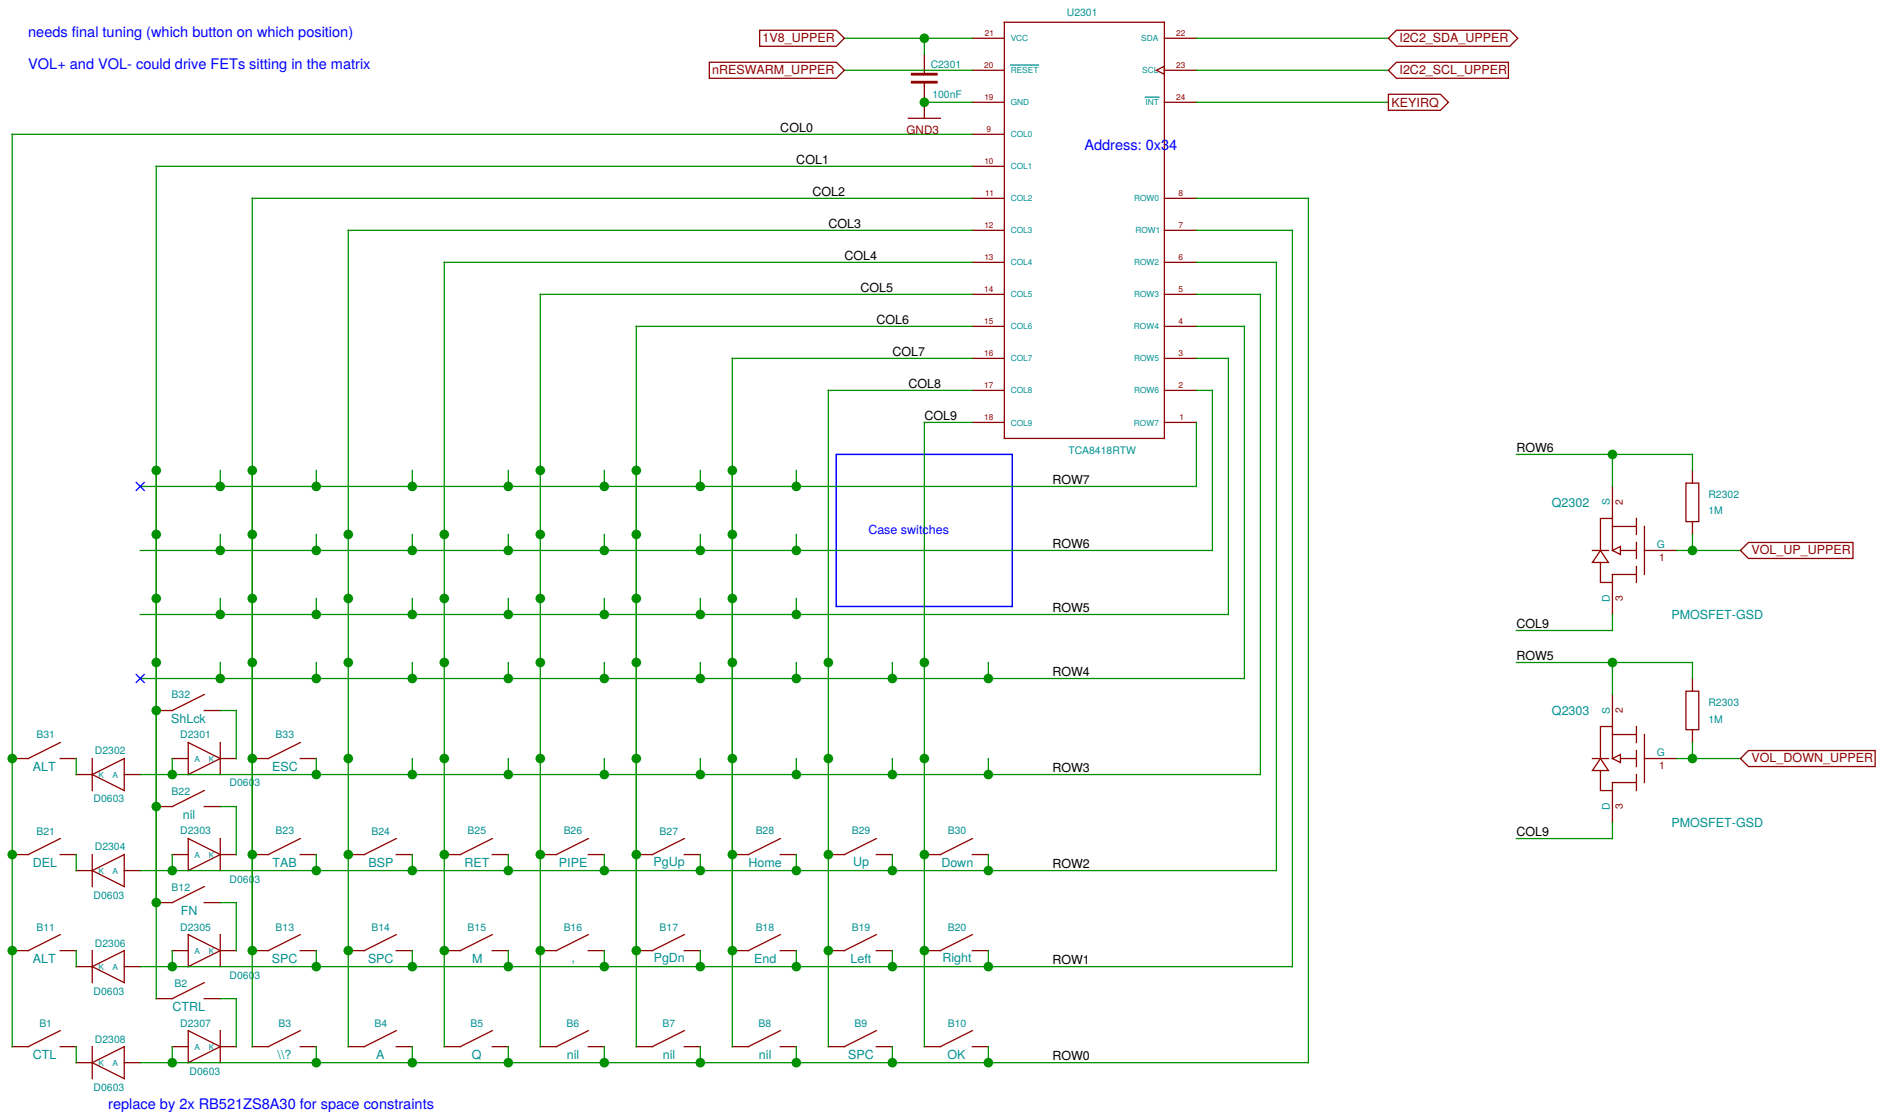 needs final tuning (which button on which position)
VOL+ and VOL- could drive FETs sitting in the matrix
U2301
1V8_UPPER
21 VCC SDA 22
I2C2_SDA_UPPER
nRESWARM_UPPER
C2301
20 RESET SCL 23
I2C2_SCL_UPPER
100nF
19 GND INT 24
KEYIRQ
GND3
COL0 9 COL0
Address: 0x34
COL1 10 COL1
COL2 11 COL2 ROW0 8
COL3 12 COL3 ROW1 7
COL4 13 COL4 ROW2 6
COL5 14 COL5 ROW3 5
COL6 15 COL6 ROW4 4
COL7 16 COL7 ROW5 3
COL8 17 COL8 ROW6 2
COL9 18 COL9 ROW7 1
TCA8418RTW
ROW7
Case switches
ROW6
ROW5
ROW4
B32
ShLck
B31 D2302 D2301 B33
ALT K A A K ESC
ROW3
D0603 D0603
B22
nil
B21 D2304 D2303 B23 B24 B25 B26 B27 B28 B29 B30
DEL K A A K TAB BSP RET PIPE PgUp Home Up Down
ROW2
D0603 D0603
B12
FN
B11 D2306 D2305 B13 B14 B15 B16 B17 B18 B19 B20
ALT K A A K SPC SPC M , PgDn End Left Right
ROW1
D0603 D0603
B2
CTRL
B1 D2308 D2307 B3 B4 B5 B6 B7 B8 B9 B10
CTL K A A K \\? A Q nil nil nil SPC OK
ROW0
D0603 D0603
replace by 2x RB521ZS8A30 for space constraints
ROW6
Q2302 S 2 R2302
1M
G
1
VOL_UP_UPPER
D 3
PMOSFET-GSD
COL9
ROW5
Q2303 S 2 R2303
1M
G
1
VOL_DOWN_UPPER
D 3
PMOSFET-GSD
COL9